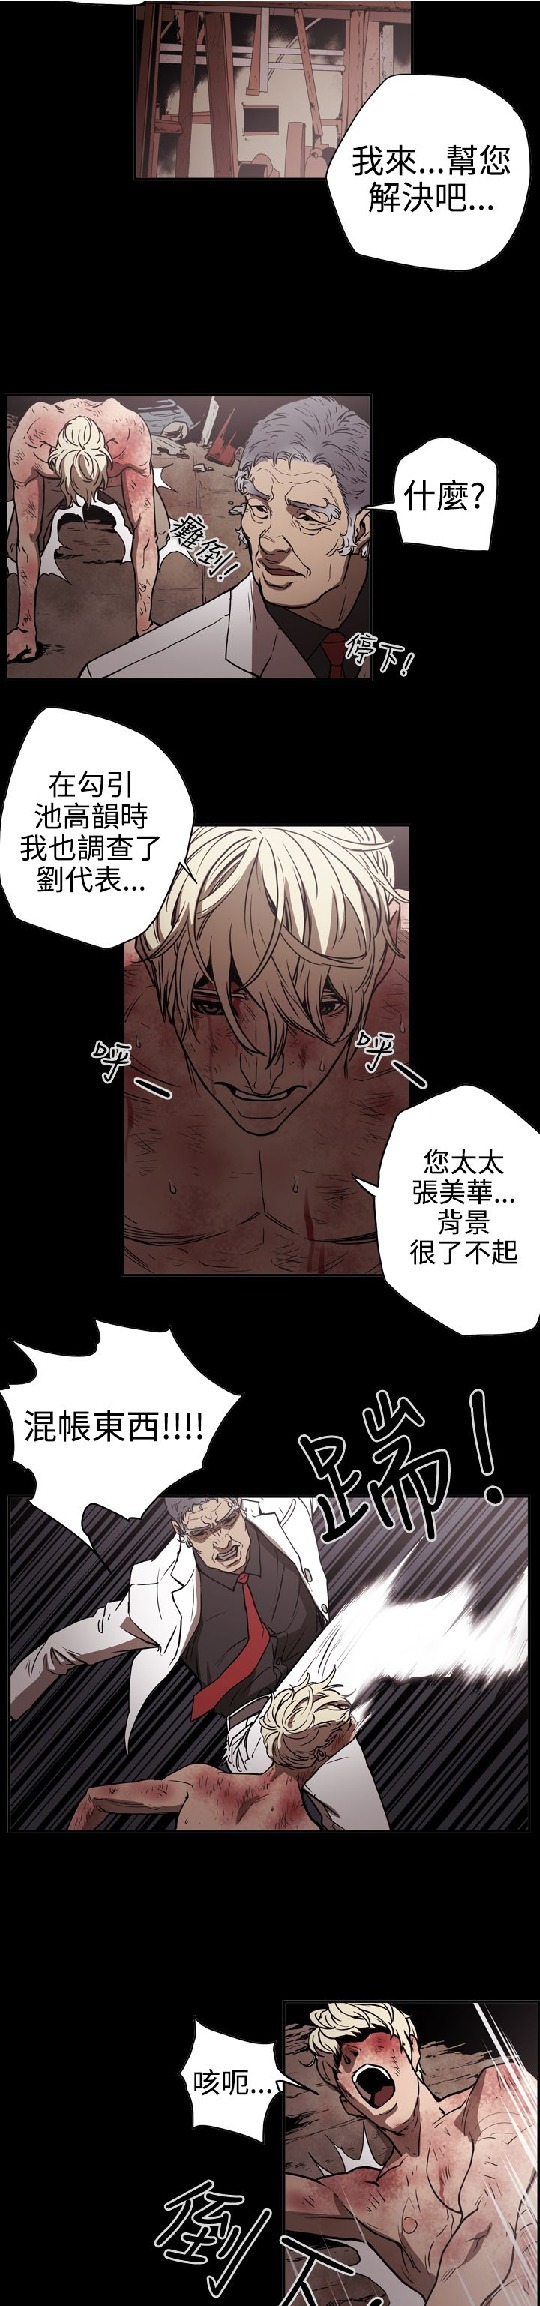 我來...幫您
解決吧...
什麼?
癱倒!
停下!
在勾引
池高韻時
我也調查了
劉代表...
呼一
呼一
您太太
張美華...
背景
很了不起
混帳東西!!!!
踹!
咳呃...
倒下